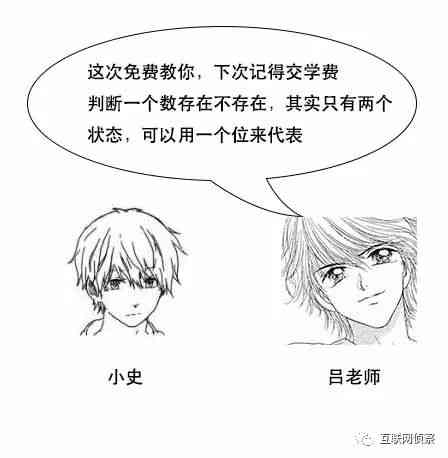 这次免费教你，下次记得交学费
判断一个数存在不存在，其实只有两个
状态，可以用一个位来代表
小史
吕老师
互联网侦察